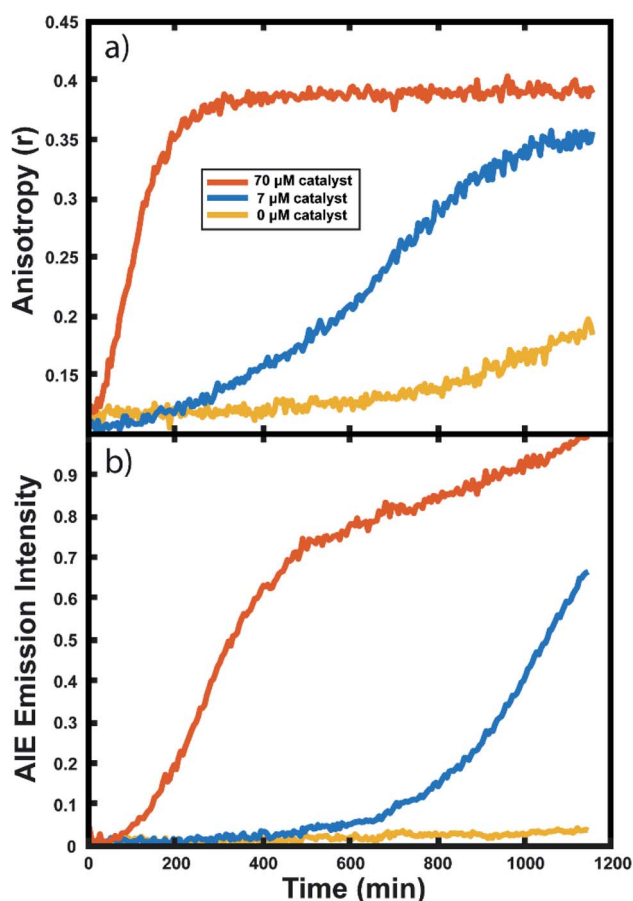 a)
0.45
0.4
0.35
0.3
0.25
0.2
0.15
Anisotropy (r)
70 µM catalyst
7 µM catalyst
0 µM catalyst
b)
0.9
0.8
0.7
0.6
0.5
0.4
0.3
0.2
0.1
0
AIE Emission Intensity
0 200 400 600 800 1000 1200
Time (min)